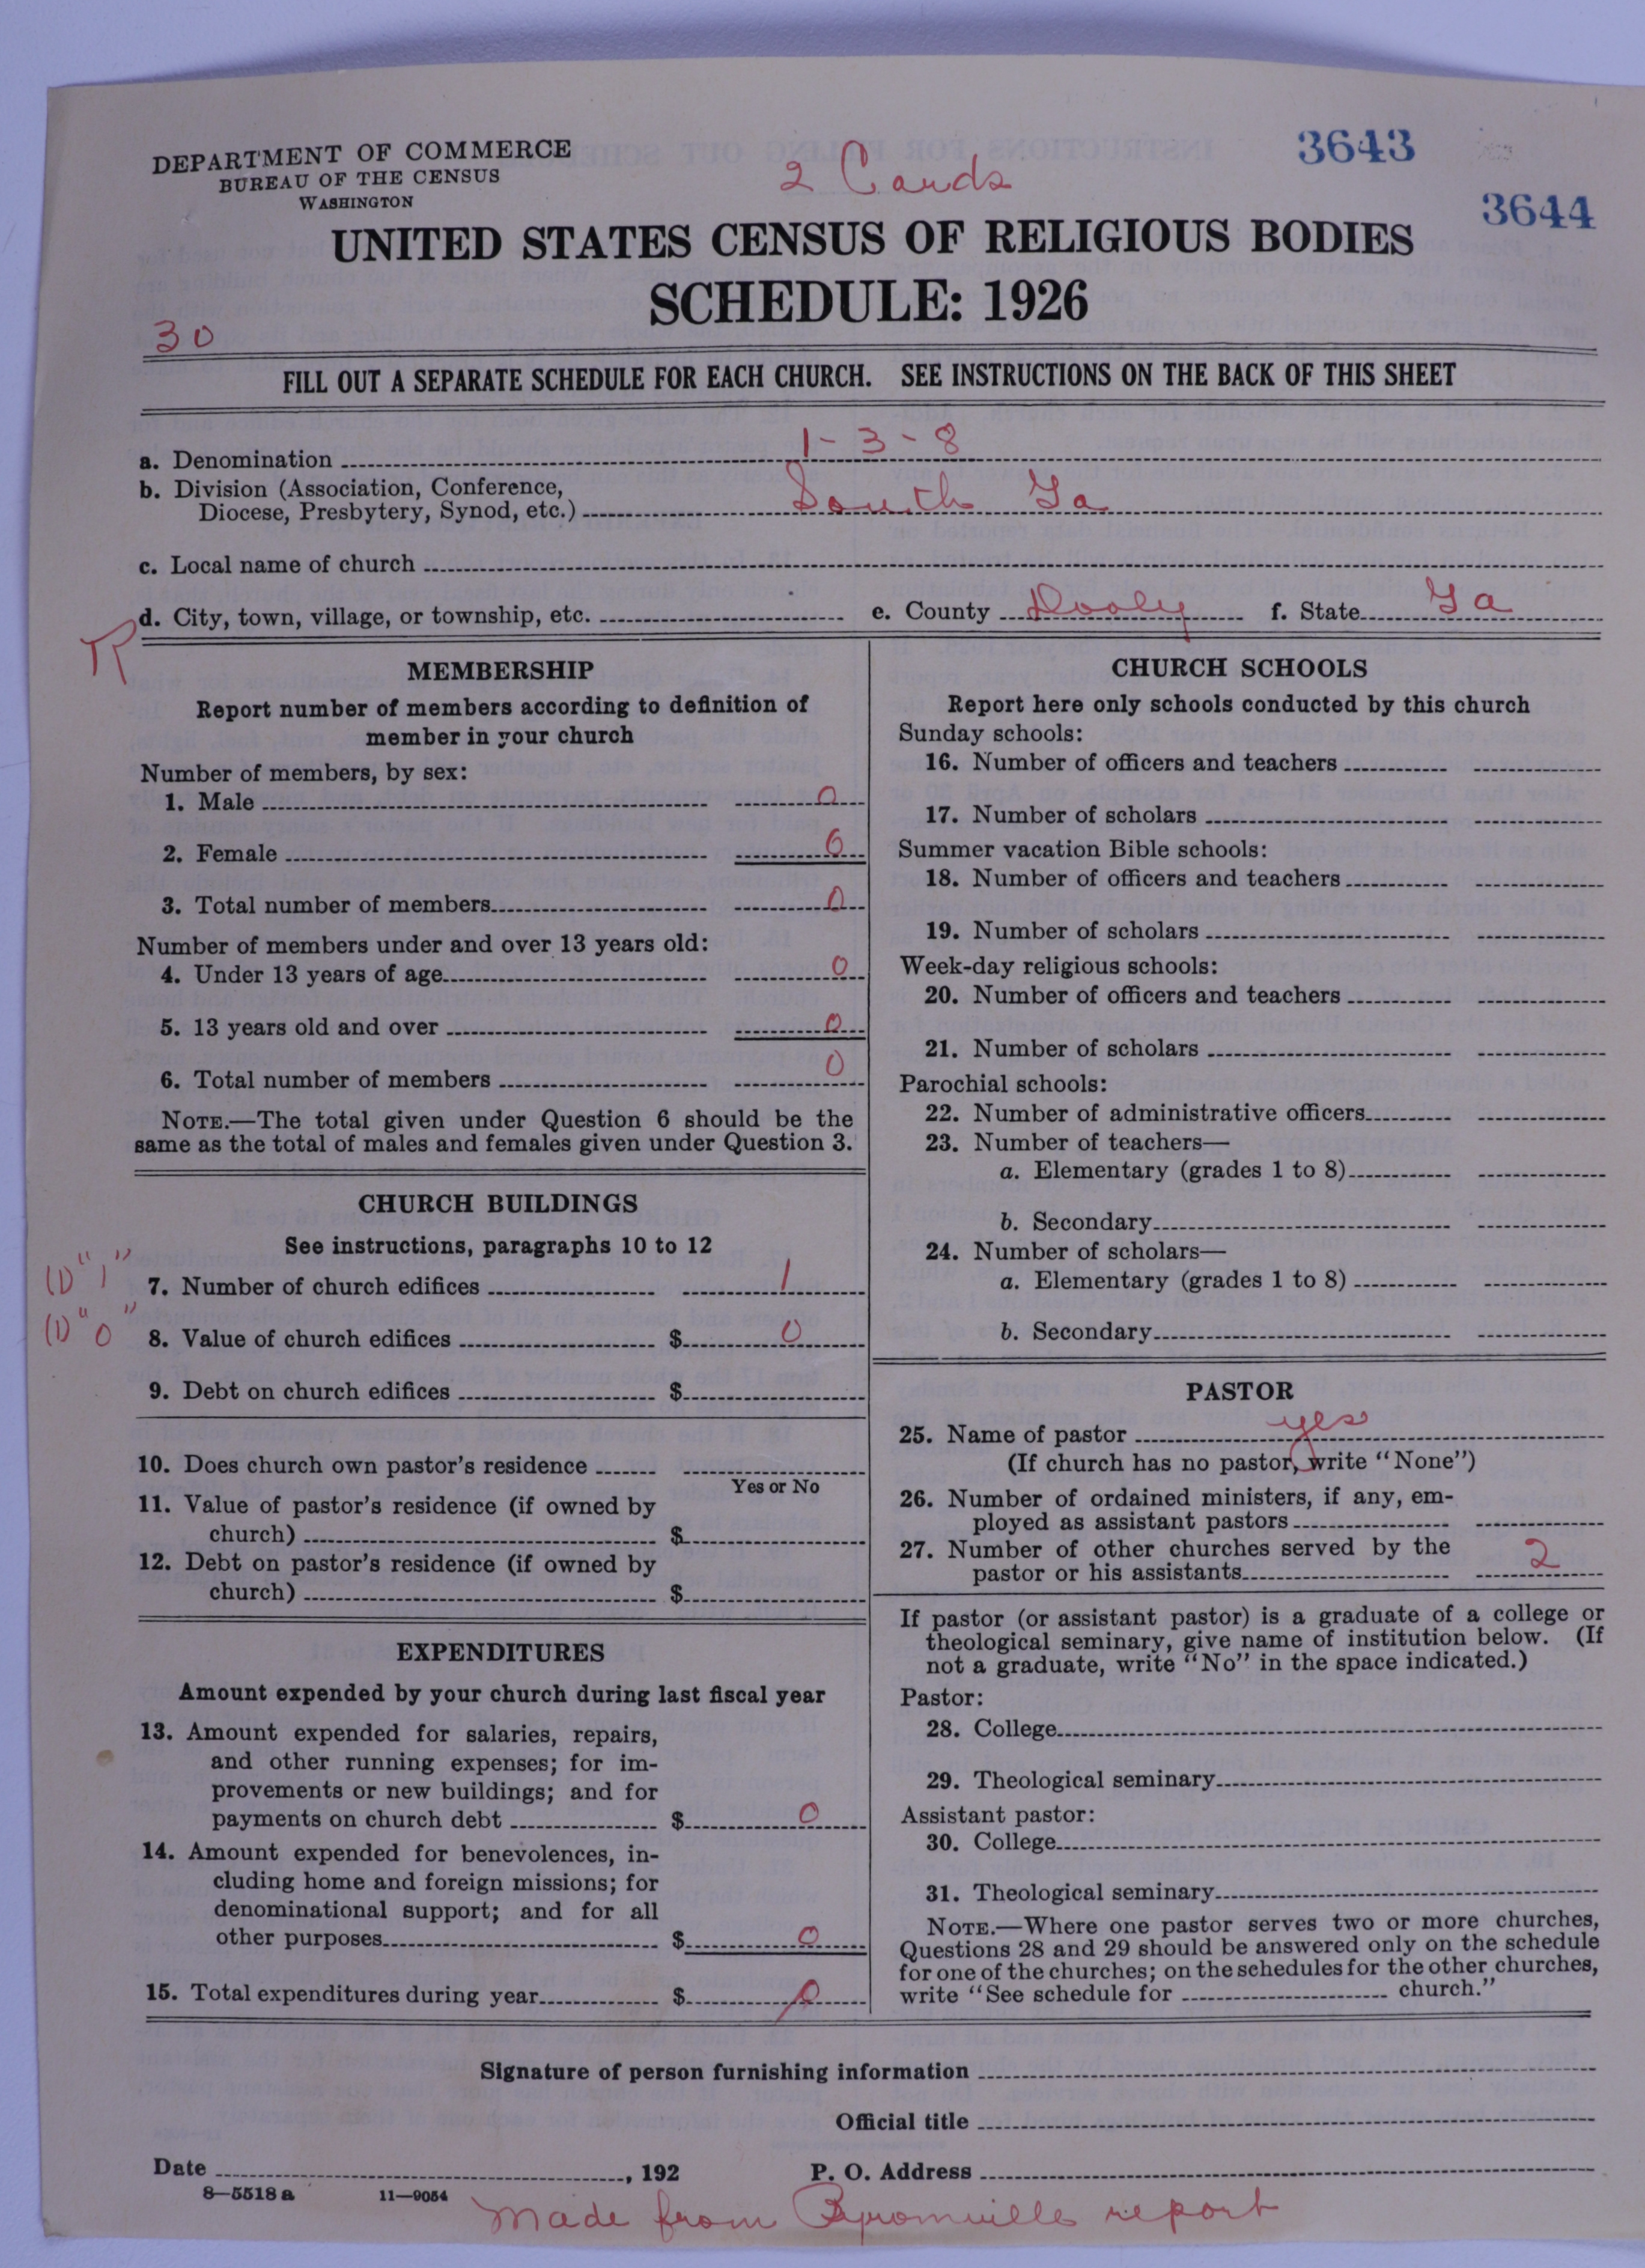 DEPARTMENT OF COMMERCE
BUREAU OF THE CENSUS
WASHINGTON
2 Cards
3643
3644
UNITED STATES CENSUS OF RELIGIOUS BODIES
SCHEDULE: 1926
30
FILL OUT A SEPARATE SCHEDULE FOR EACH CHURCH. SEE INSTRUCTIONS ON THE BACK OF THIS SHEET
a. Denomination 1-3-8
b. Division (Association, Conference,
Diocese, Presbytery, Synod, etc.) South Ga
c. Local name of church
d. City, town, village, or township, etc. e. County Dooly f. State Ga
R
MEMBERSHIP
Report number of members according to definition of
member in your church
Number of members, by sex:
1. Male 0
2. Female 0
3. Total number of members 0
Number of members under and over 13 years old:
4. Under 13 years of age 0
5. 13 years old and over 0
6. Total number of members 0
NOTE.—The total given under Question 6 should be the
same as the total of males and females given under Question 3.
CHURCH BUILDINGS
See instructions, paragraphs 10 to 12
(1) "1" 7. Number of church edifices 1
(1) "0" 8. Value of church edifices $ 0
9. Debt on church edifices $
10. Does church own pastor's residence
Yes or No
11. Value of pastor's residence (if owned by
church) $
12. Debt on pastor's residence (if owned by
church) $
EXPENDITURES
Amount expended by your church during last fiscal year
13. Amount expended for salaries, repairs,
and other running expenses; for im-
provements or new buildings; and for
payments on church debt $ 0
14. Amount expended for benevolences, in-
cluding home and foreign missions; for
denominational support; and for all
other purposes $ 0
15. Total expenditures during year $ 0
CHURCH SCHOOLS
Report here only schools conducted by this church
Sunday schools:
16. Number of officers and teachers
17. Number of scholars
Summer vacation Bible schools:
18. Number of officers and teachers
19. Number of scholars
Week-day religious schools:
20. Number of officers and teachers
21. Number of scholars
Parochial schools:
22. Number of administrative officers
23. Number of teachers—
a. Elementary (grades 1 to 8)
b. Secondary
24. Number of scholars—
a. Elementary (grades 1 to 8)
b. Secondary
PASTOR
25. Name of pastor yes
(If church has no pastor, write "None")
26. Number of ordained ministers, if any, em-
ployed as assistant pastors
27. Number of other churches served by the
pastor or his assistants 2
If pastor (or assistant pastor) is a graduate of a college or
theological seminary, give name of institution below. (If
not a graduate, write "No" in the space indicated.)
Pastor:
28. College
29. Theological seminary
Assistant pastor:
30. College
31. Theological seminary
NOTE.—Where one pastor serves two or more churches,
Questions 28 and 29 should be answered only on the schedule
for one of the churches; on the schedules for the other churches,
write "See schedule for church."
Signature of person furnishing information
Official title
Date , 192 P. O. Address
8—5518 a 11—9054
Made from Byromville report